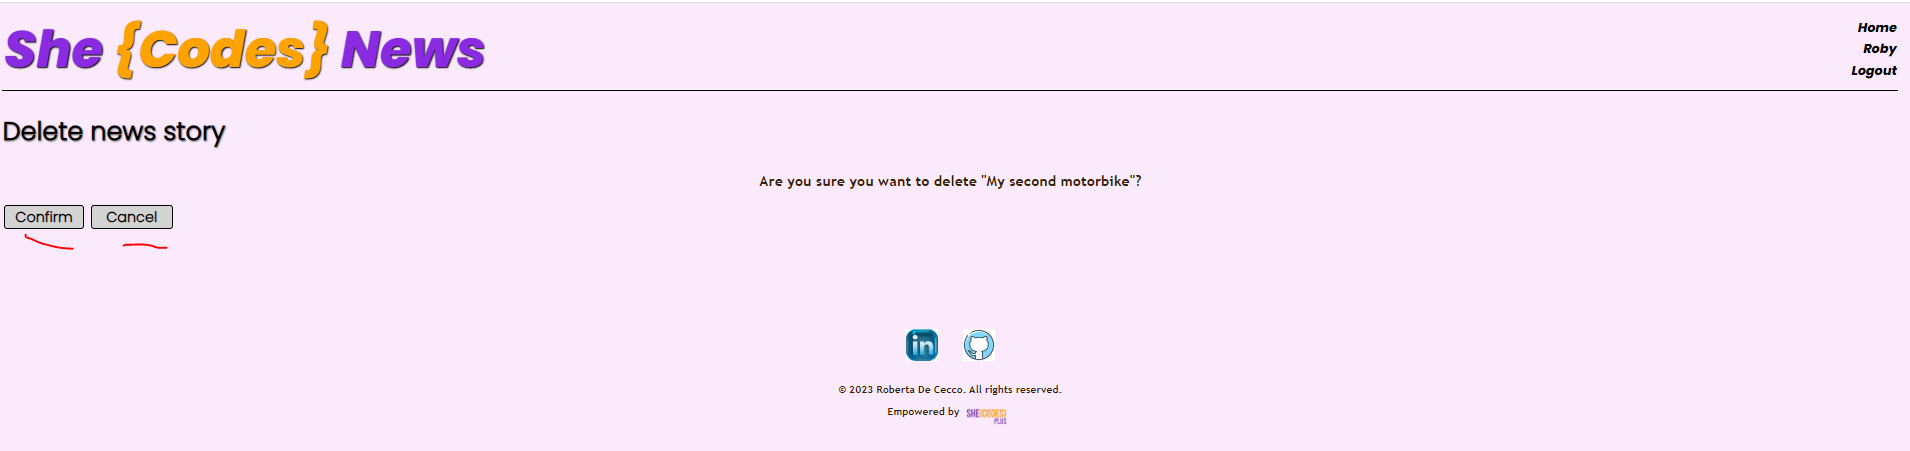 She {Codes} News
Home
Roby
Logout
Delete news story
Are you sure you want to delete "My second motorbike"?
Confirm Cancel
in
© 2023 Roberta De Cecco. All rights reserved.
Empowered by SHE{CODES}
PLUS